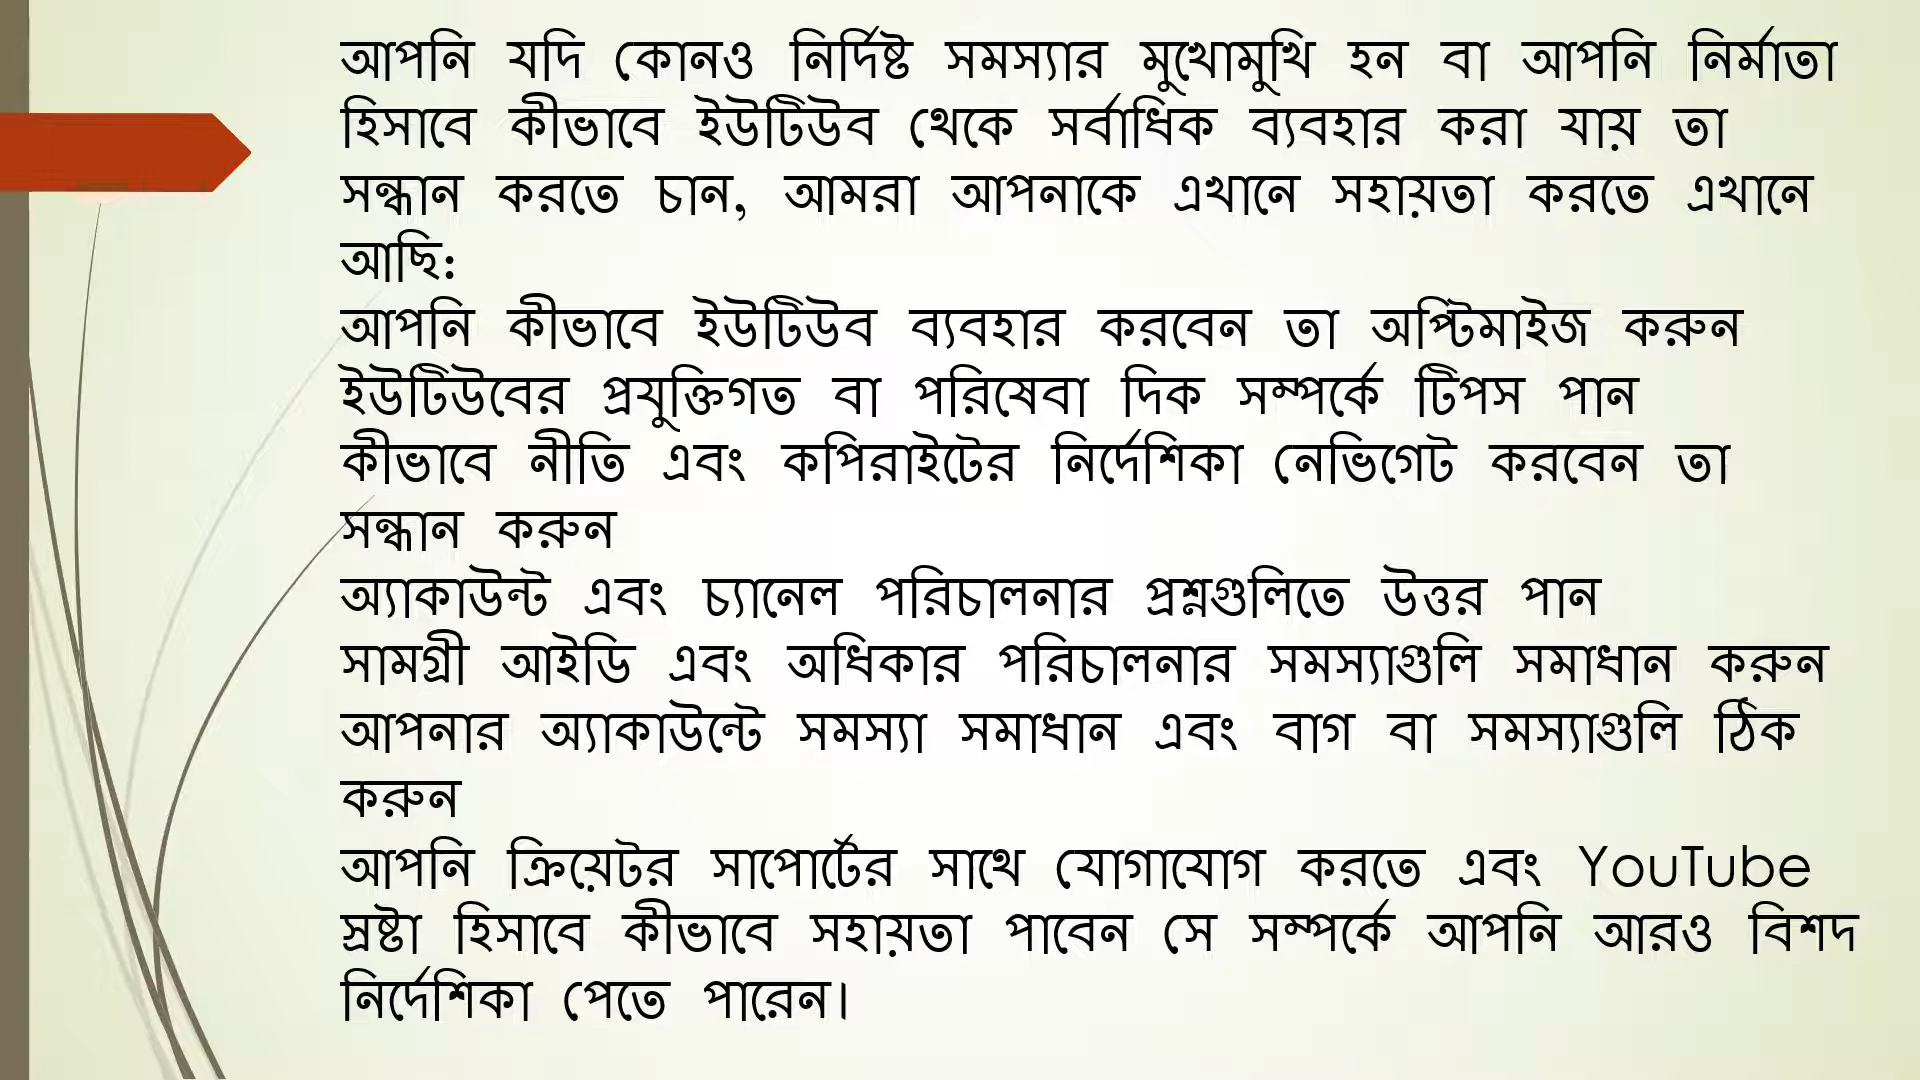 আপনি যদি কোনও নির্দিষ্ট সমস্যার মুখোমুখি হন বা আপনি নির্মাতা
হিসাবে কীভাবে ইউটিউব থেকে সর্বাধিক ব্যবহার করা যায় তা
সন্ধান করতে চান, আমরা আপনাকে এখানে সহায়তা করতে এখানে
আছি:
আপনি কীভাবে ইউটিউব ব্যবহার করবেন তা অপ্টিমাইজ করুন
ইউটিউবের প্রযুক্তিগত বা পরিষেবা দিক সম্পর্কে টিপস পান
কীভাবে নীতি এবং কপিরাইটের নির্দেশিকা নেভিগেট করবেন তা
সন্ধান করুন
অ্যাকাউন্ট এবং চ্যানেল পরিচালনার প্রশ্নগুলিতে উত্তর পান
সামগ্রী আইডি এবং অধিকার পরিচালনার সমস্যাগুলি সমাধান করুন
আপনার অ্যাকাউন্টে সমস্যা সমাধান এবং বাগ বা সমস্যাগুলি ঠিক
করুন
আপনি ক্রিয়েটর সাপোর্টের সাথে যোগাযোগ করতে এবং YouTube
স্রষ্টা হিসাবে কীভাবে সহায়তা পাবেন সে সম্পর্কে আপনি আরও বিশদ
নির্দেশিকা পেতে পারেন।